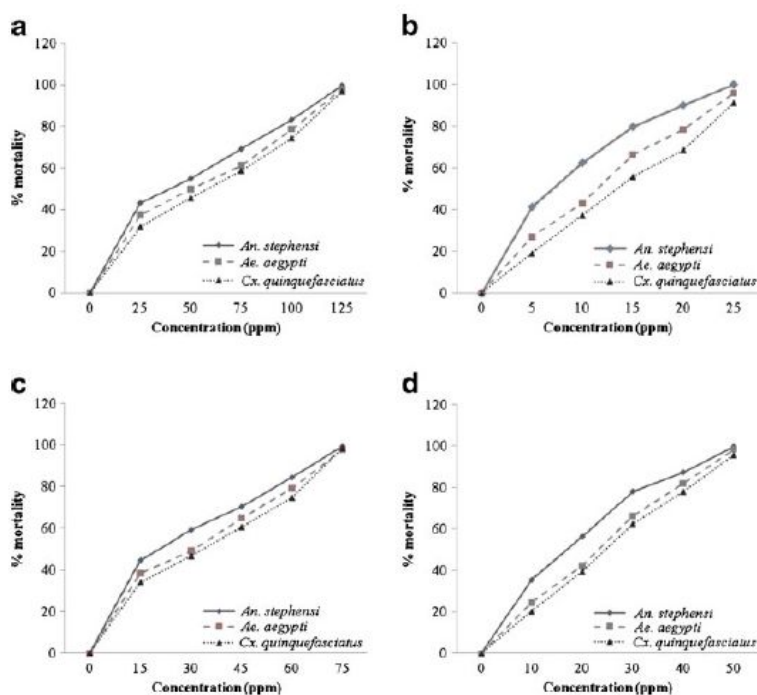 a
120
100
80
60
40
20
0
% mortality
An. stephensi
Ae. aegypti
Cx. quinquefasciatus
0 25 50 75 100 125
Concentration (ppm)
b
120
100
80
60
40
20
0
% mortality
An. stephensi
Ae. aegypti
Cx. quinquefasciatus
0 5 10 15 20 25
Concentration (ppm)
c
120
100
80
60
40
20
0
% mortality
An. stephensi
Ae. aegypti
Cx. quinquefasciatus
0 15 30 45 60 75
Concentration (ppm)
d
120
100
80
60
40
20
0
% mortality
An. stephensi
Ae. aegypti
Cx. quinquefasciatus
0 10 20 30 40 50
Concentration (ppm)